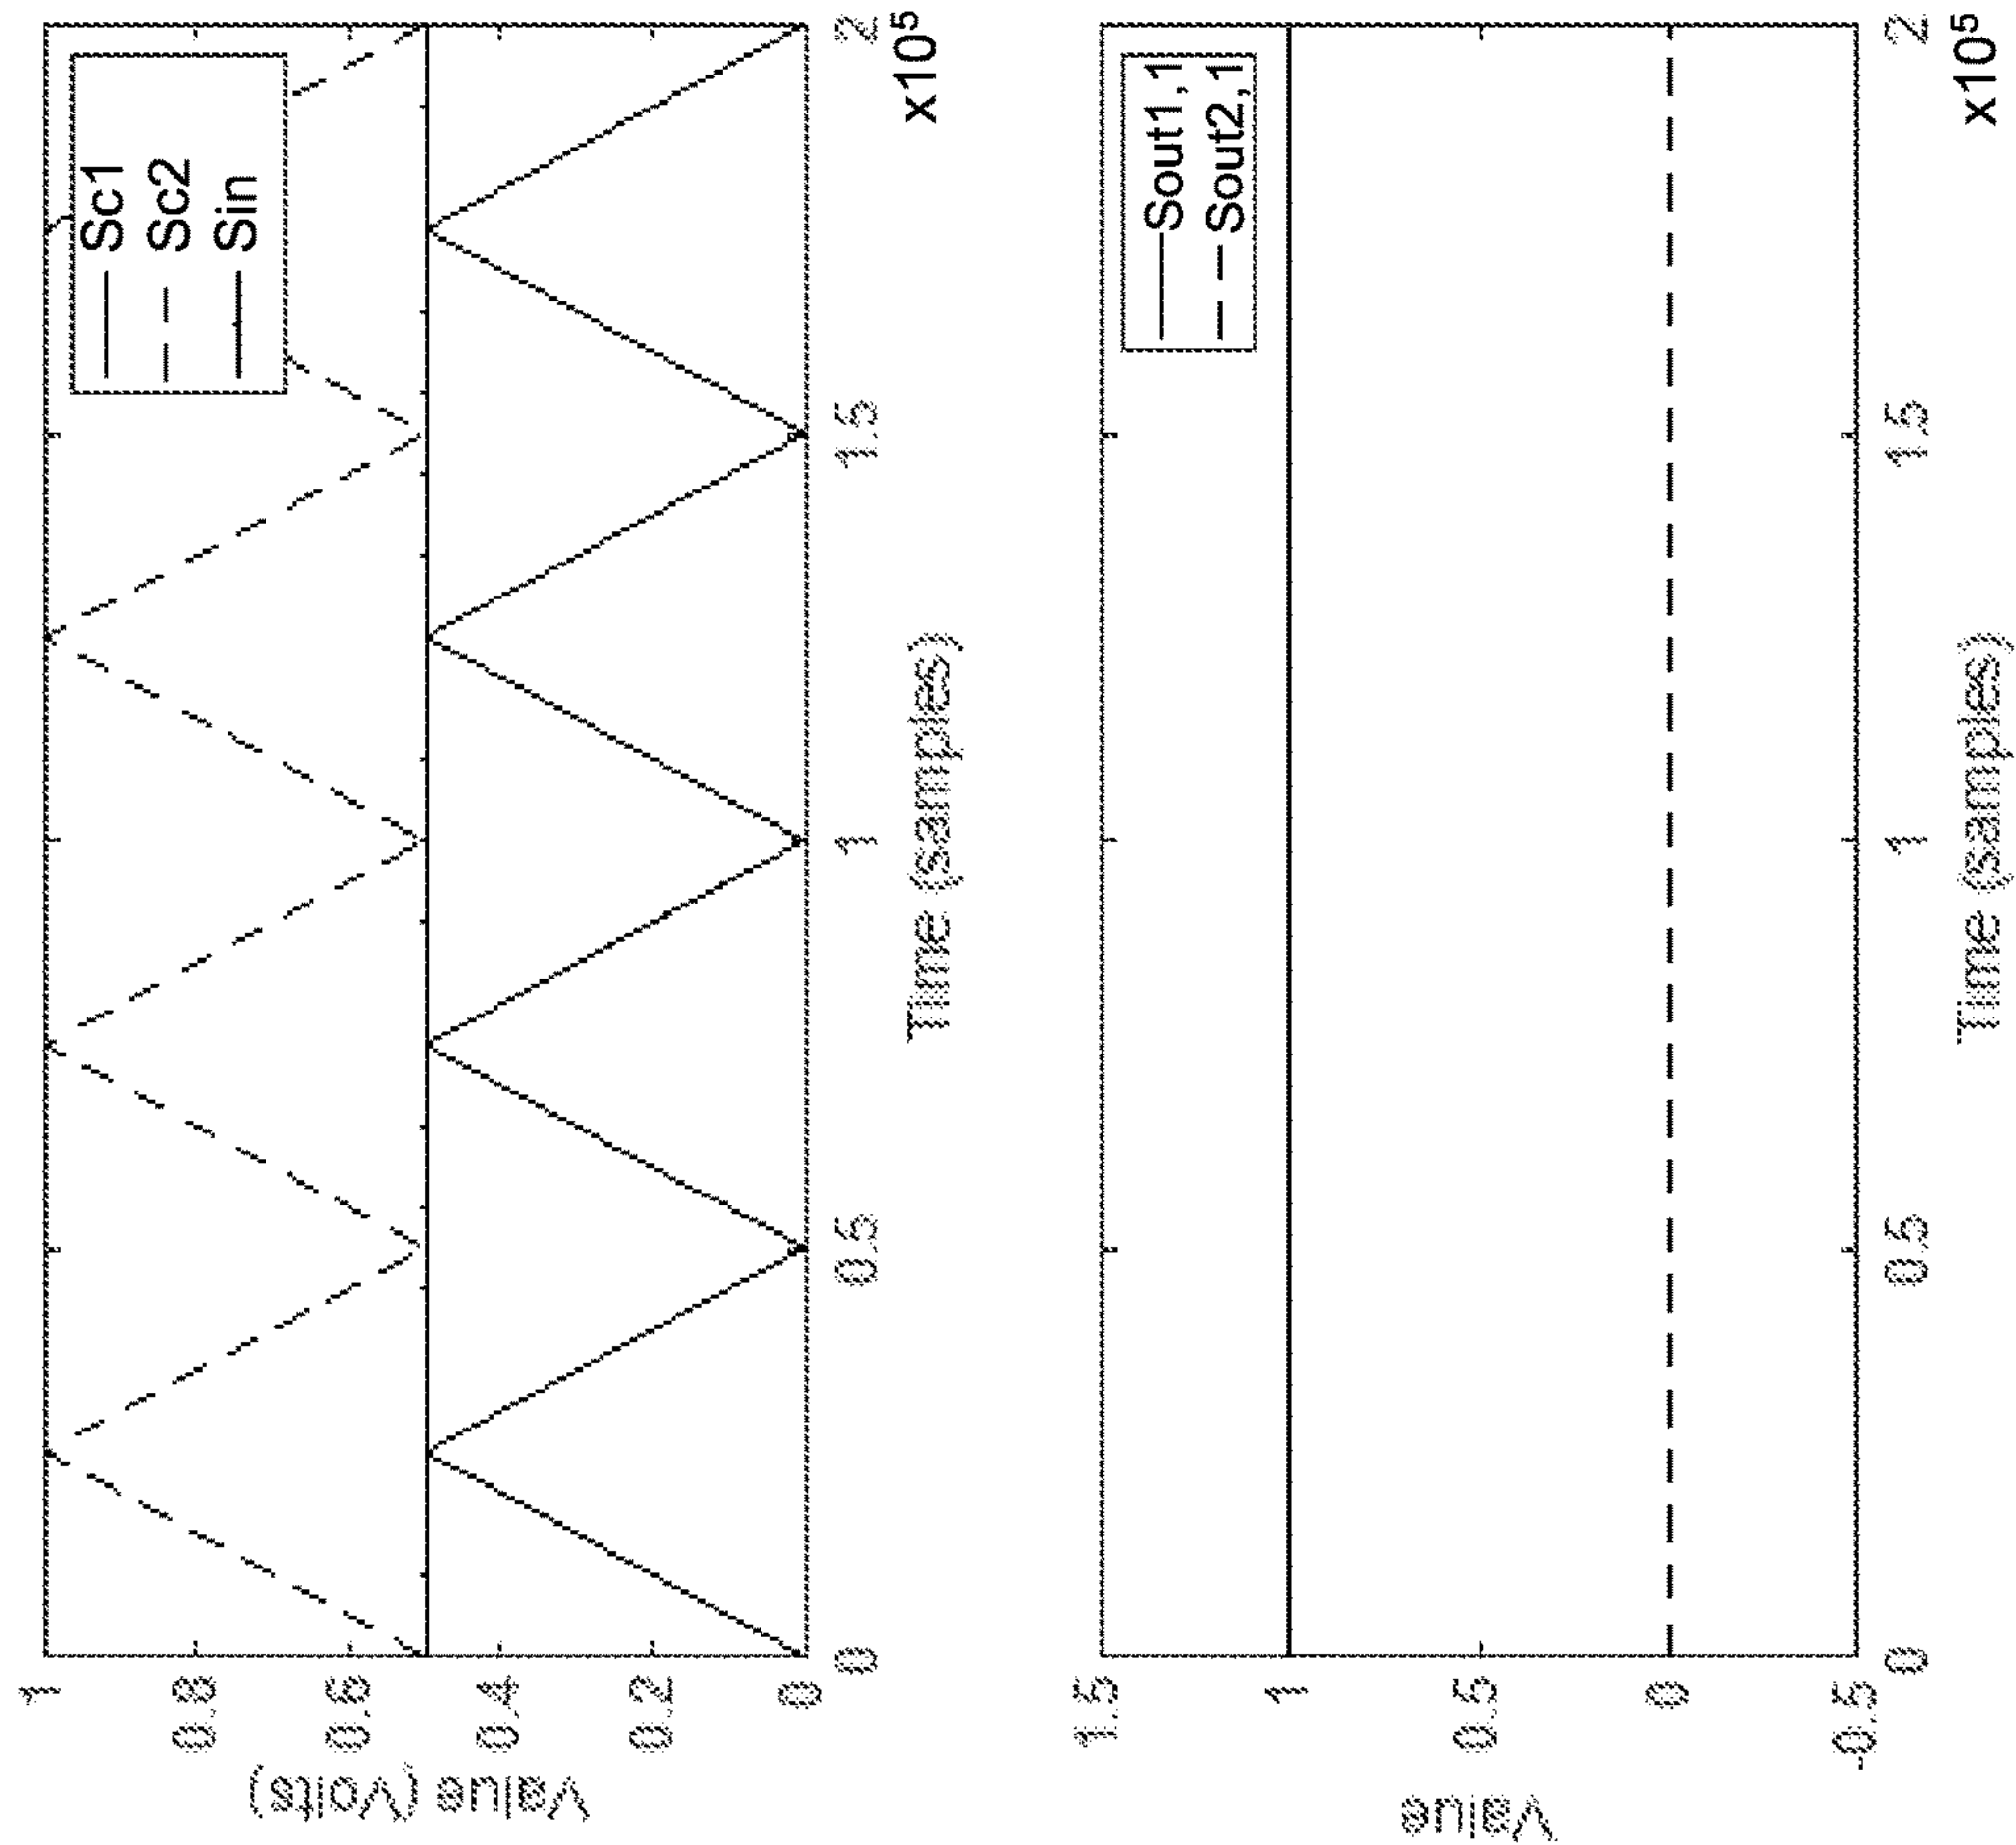 1
0.8
0.6
0.4
0.2
0
Value (Volts)
Sc1
Sc2
Sin
0
0.5
1
1.5
2
x10⁵
Time (samples)
1.5
1
0.5
0
-0.5
Value
Sout1,1
Sout2,1
0
0.5
1
1.5
2
x10⁵
Time (samples)